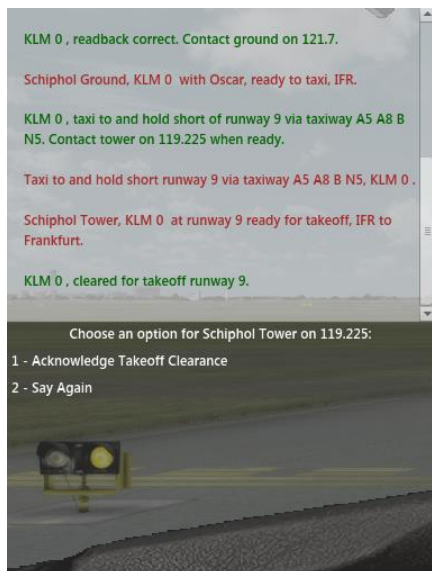 KLM 0 , readback correct. Contact ground on 121.7.
Schiphol Ground, KLM 0  with Oscar, ready to taxi, IFR.
KLM 0 , taxi to and hold short of runway 9 via taxiway A5 A8 B
N5. Contact tower on 119.225 when ready.
Taxi to and hold short runway 9 via taxiway A5 A8 B N5, KLM 0 .
Schiphol Tower, KLM 0  at runway 9 ready for takeoff, IFR to
Frankfurt.
KLM 0 , cleared for takeoff runway 9.
Choose an option for Schiphol Tower on 119.225:
1 - Acknowledge Takeoff Clearance
2 - Say Again